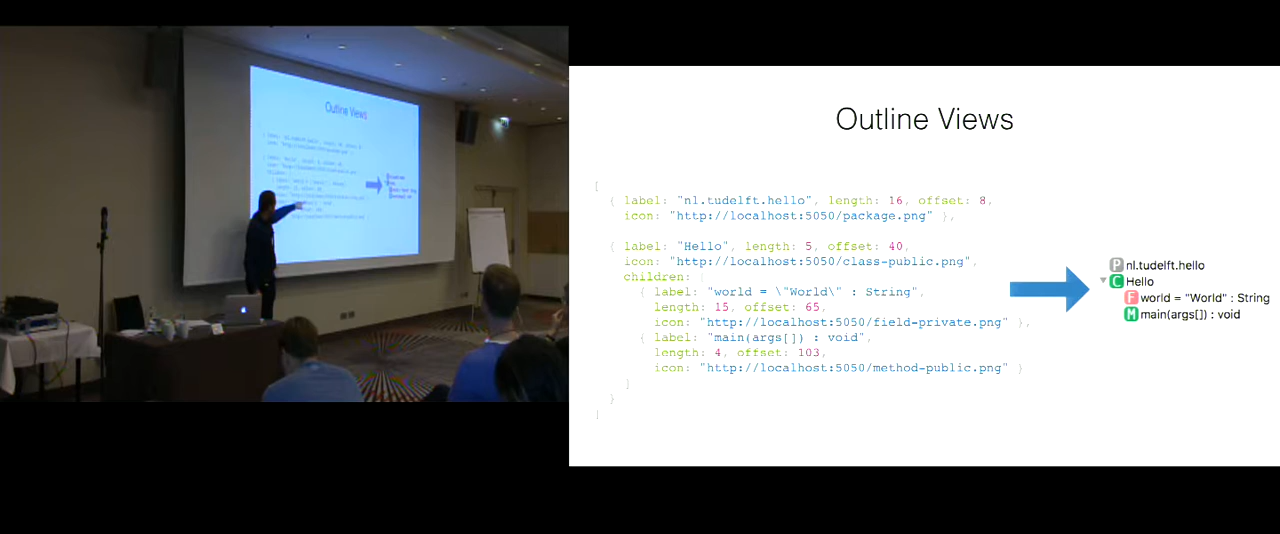 Outline Views
[
{ label: "nl.tudelft.hello", length: 16, offset: 8,
icon: "http://localhost:5050/package.png" },
{ label: "Hello", length: 5, offset: 40,
icon: "http://localhost:5050/class-public.png",
children: [
{ label: "world = \"World\" : String",
length: 15, offset: 65,
icon: "http://localhost:5050/field-private.png" },
{ label: "main(args[]) : void",
length: 4, offset: 103,
icon: "http://localhost:5050/method-public.png" }
]
}
]
P nl.tudelft.hello
C Hello
F world = "World" : String
M main(args[]) : void
Outline Views